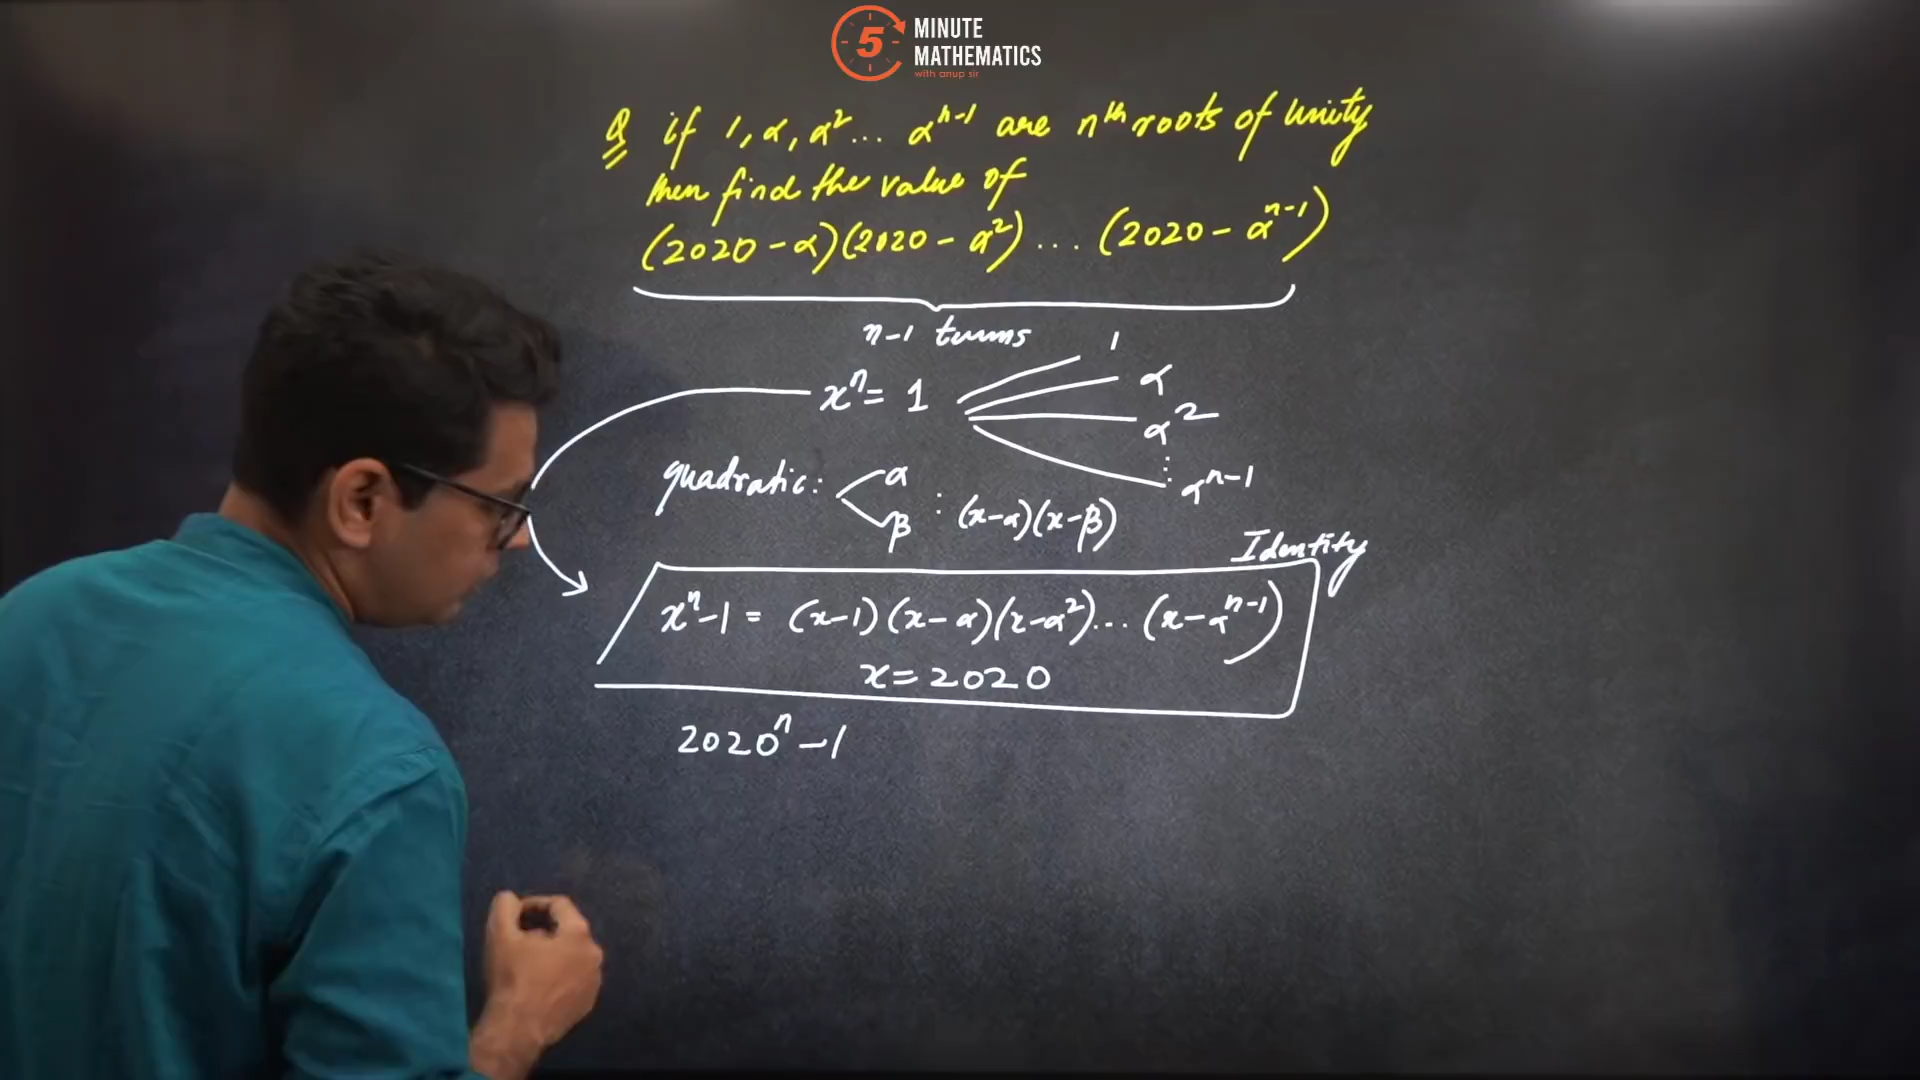 5 MINUTE
MATHEMATICS
with anup sir
Q if 1, α, α²... αⁿ⁻¹ are nᵗʰ roots of Unity
then find the value of
(2020 - α)(2020 - α²) ... (2020 - αⁿ⁻¹)
n-1 terms
xⁿ = 1
1
α
α²
⋮
αⁿ⁻¹
quadratic: α
β : (x-α)(x-β)
Identity
xⁿ-1 = (x-1)(x-α)(x-α²)... (x-αⁿ⁻¹)
x=2020
2020ⁿ-1